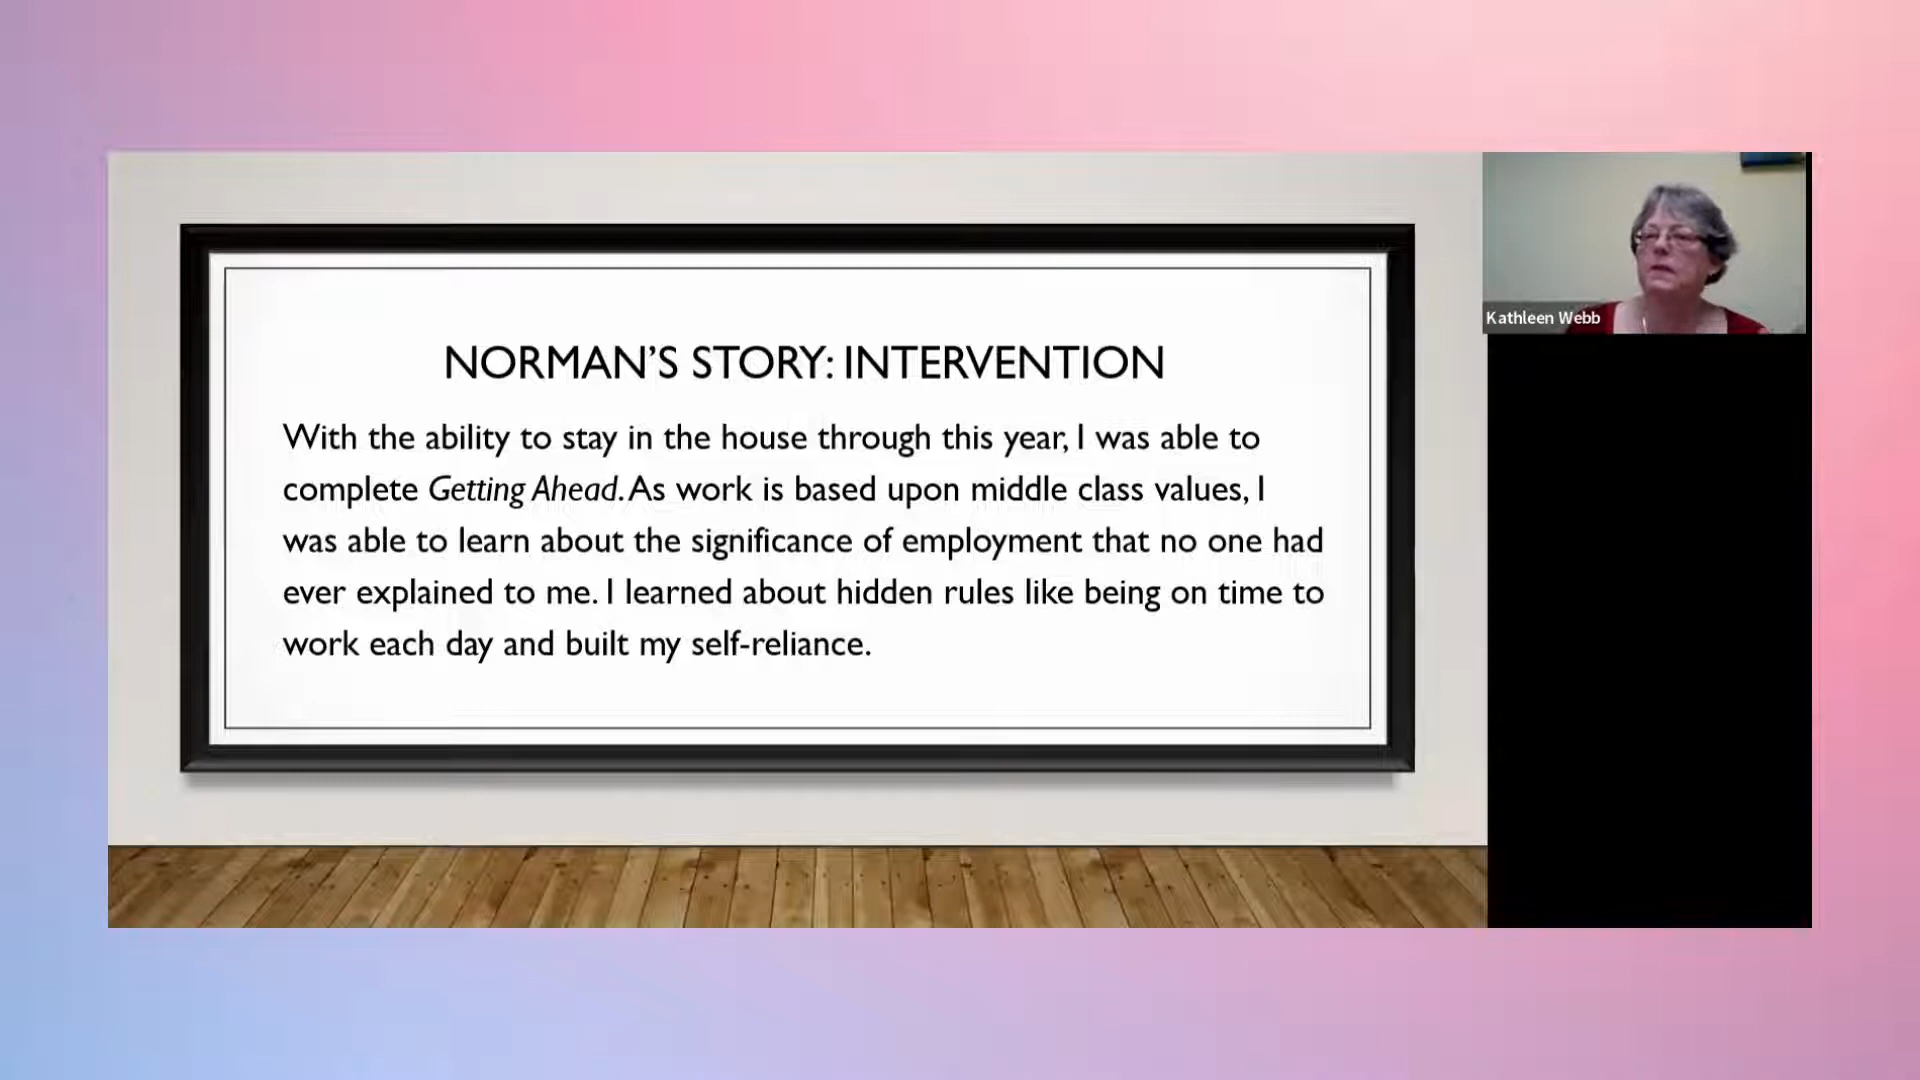 NORMAN’S STORY: INTERVENTION
With the ability to stay in the house through this year, I was able to
complete Getting Ahead. As work is based upon middle class values, I
was able to learn about the significance of employment that no one had
ever explained to me. I learned about hidden rules like being on time to
work each day and built my self-reliance.
Kathleen Webb